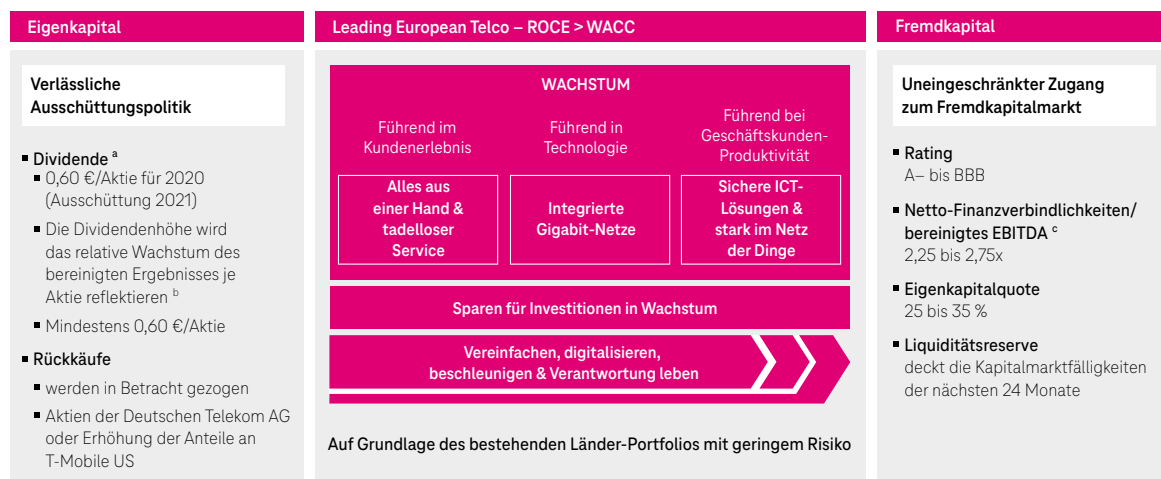 Eigenkapital
Verlässliche
Ausschüttungspolitik
Dividende a
0,60 €/Aktie für 2020
(Ausschüttung 2021)
Die Dividendenhöhe wird
das relative Wachstum des
bereinigten Ergebnisses je
Aktie reflektieren b
Mindestens 0,60 €/Aktie
Rückkäufe
werden in Betracht gezogen
Aktien der Deutschen Telekom AG
oder Erhöhung der Anteile an
T-Mobile US
Leading European Telco – ROCE > WACC
WACHSTUM
Führend im
Kundenerlebnis
Alles aus
einer Hand &
tadelloser
Service
Führend in
Technologie
Integrierte
Gigabit-Netze
Führend bei
Geschäftskunden-
Produktivität
Sichere ICT-
Lösungen &
stark im Netz
der Dinge
Sparen für Investitionen in Wachstum
Vereinfachen, digitalisieren,
beschleunigen & Verantwortung leben
Auf Grundlage des bestehenden Länder-Portfolios mit geringem Risiko
Fremdkapital
Uneingeschränkter Zugang
zum Fremdkapitalmarkt
Rating
A– bis BBB
Netto-Finanzverbindlichkeiten/
bereinigtes EBITDA c
2,25 bis 2,75x
Eigenkapitalquote
25 bis 35 %
Liquiditätsreserve
deckt die Kapitalmarktfälligkeiten
der nächsten 24 Monate